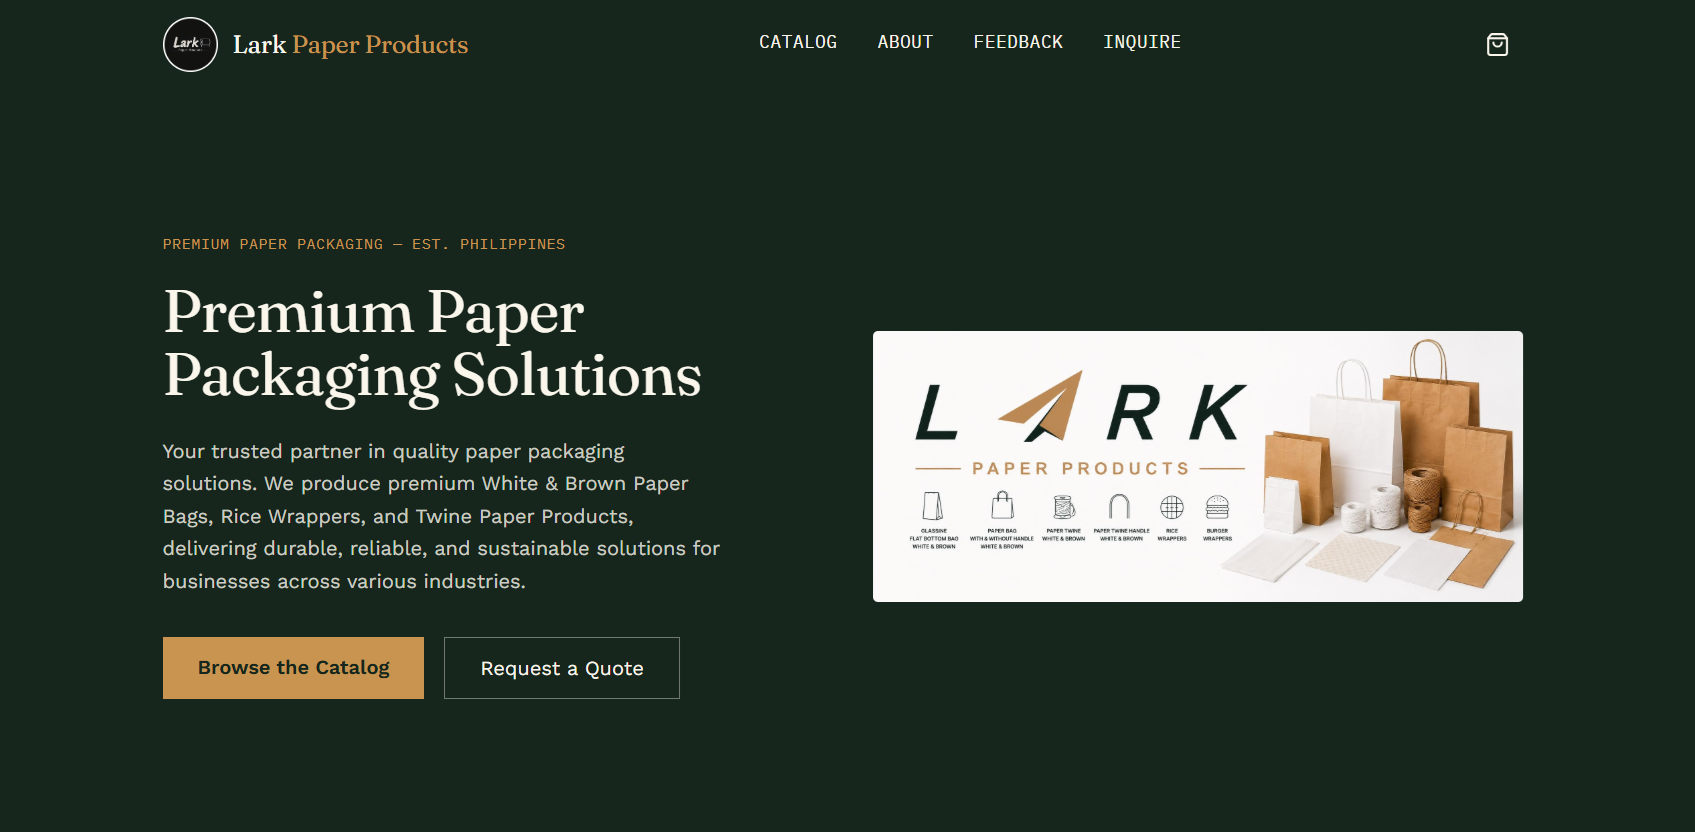 Lark
Lark Paper Products
CATALOG
ABOUT
FEEDBACK
INQUIRE
PREMIUM PAPER PACKAGING — EST. PHILIPPINES
Premium Paper
Packaging Solutions
Your trusted partner in quality paper packaging
solutions. We produce premium White & Brown Paper
Bags, Rice Wrappers, and Twine Paper Products,
delivering durable, reliable, and sustainable solutions for
businesses across various industries.
Browse the Catalog
Request a Quote
LARK
PAPER PRODUCTS
GLASSINE
FLAT BOTTOM BAG
WHITE & BROWN
PAPER BAG
WITH & WITHOUT HANDLE
WHITE & BROWN
PAPER TWINE
WHITE & BROWN
PAPER TWINE HANDLE
WHITE & BROWN
RICE
WRAPPERS
BURGER
WRAPPERS